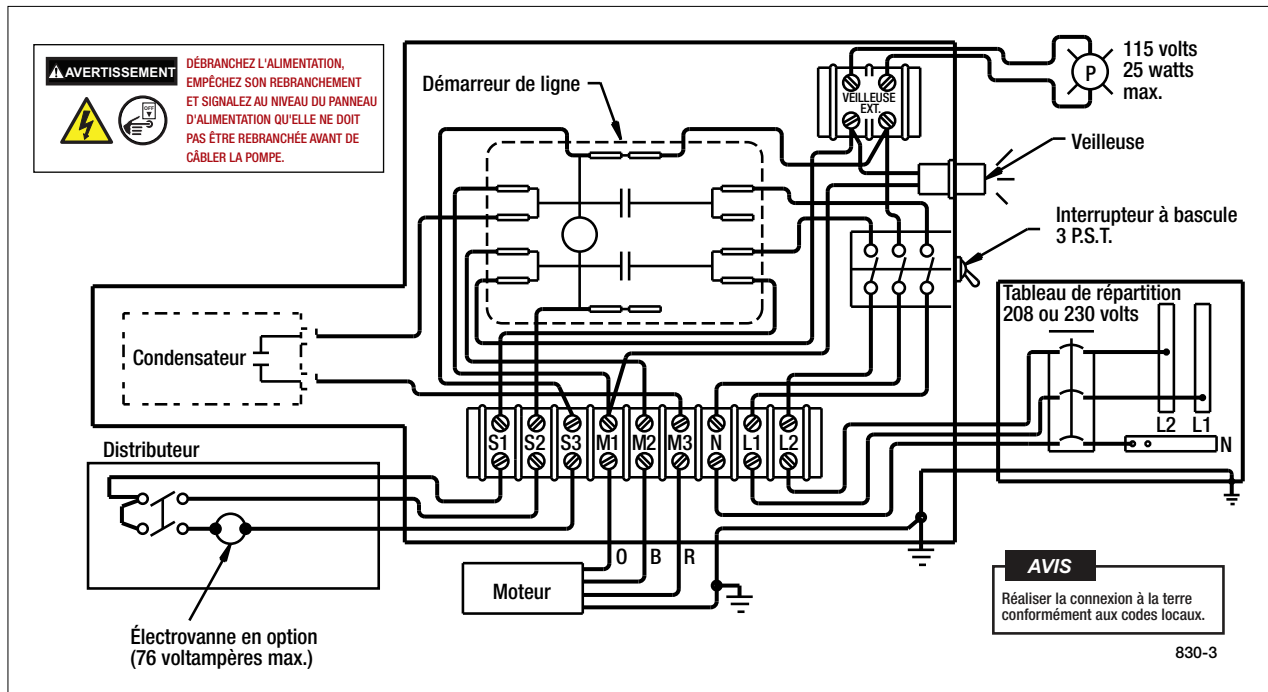 AVERTISSEMENT
DÉBRANCHEZ L'ALIMENTATION,
EMPÊCHEZ SON REBRANCHEMENT
ET SIGNALEZ AU NIVEAU DU PANNEAU
D'ALIMENTATION QU'ELLE NE DOIT
PAS ÊTRE REBRANCHÉE AVANT DE
CÂBLER LA POMPE.
OFF
Démarreur de ligne
VEILLEUSE
EXT.
P
115 volts
25 watts
max.
Veilleuse
Interrupteur à bascule
3 P.S.T.
Tableau de répartition
208 ou 230 volts
L2 L1
N
Condensateur
S1 S2 S3 M1 M2 M3 N L1 L2
Distributeur
O B R
Moteur
Électrovanne en option
(76 voltampères max.)
AVIS
Réaliser la connexion à la terre
conformément aux codes locaux.
830-3